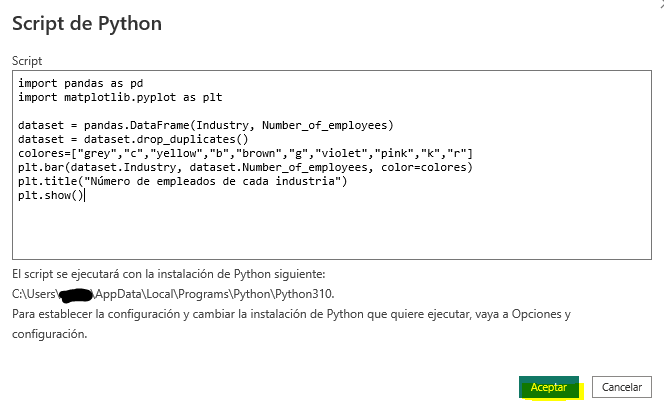 Script de Python
Script
import pandas as pd
import matplotlib.pyplot as plt
dataset = pandas.DataFrame(Industry, Number_of_employees)
dataset = dataset.drop_duplicates()
colores=["grey","c","yellow","b","brown","g","violet","pink","k","r"]
plt.bar(dataset.Industry, dataset.Number_of_employees, color=colores)
plt.title("Número de empleados de cada industria")
plt.show()
El script se ejecutará con la instalación de Python siguiente:
C:\Users\ \AppData\Local\Programs\Python\Python310.
Para establecer la configuración y cambiar la instalación de Python que quiere ejecutar, vaya a Opciones y
configuración.
Aceptar
Cancelar